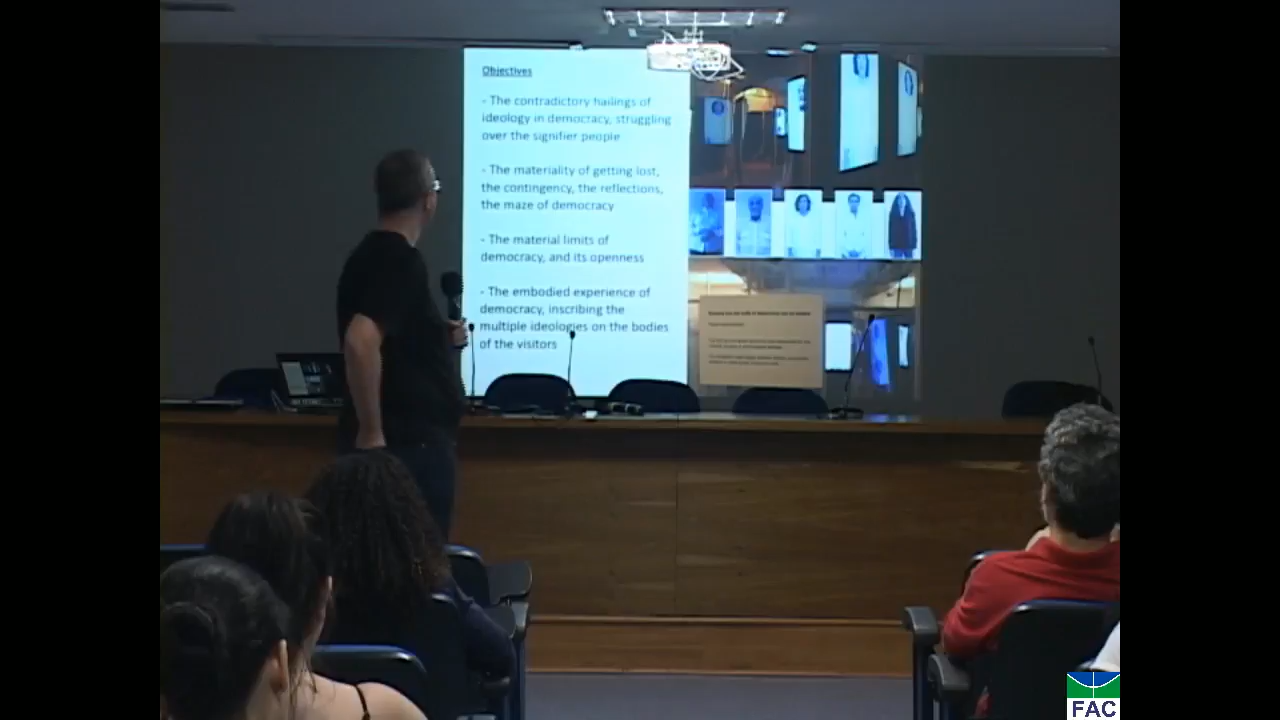 Objectives
- The contradictory hailings of
ideology in democracy, struggling
over the signifier people
- The materiality of getting lost,
the contingency, the reflections,
the maze of democracy
- The material limits of
democracy, and its openness
- The embodied experience of
democracy, inscribing the
multiple ideologies on the bodies
of the visitors
FAC